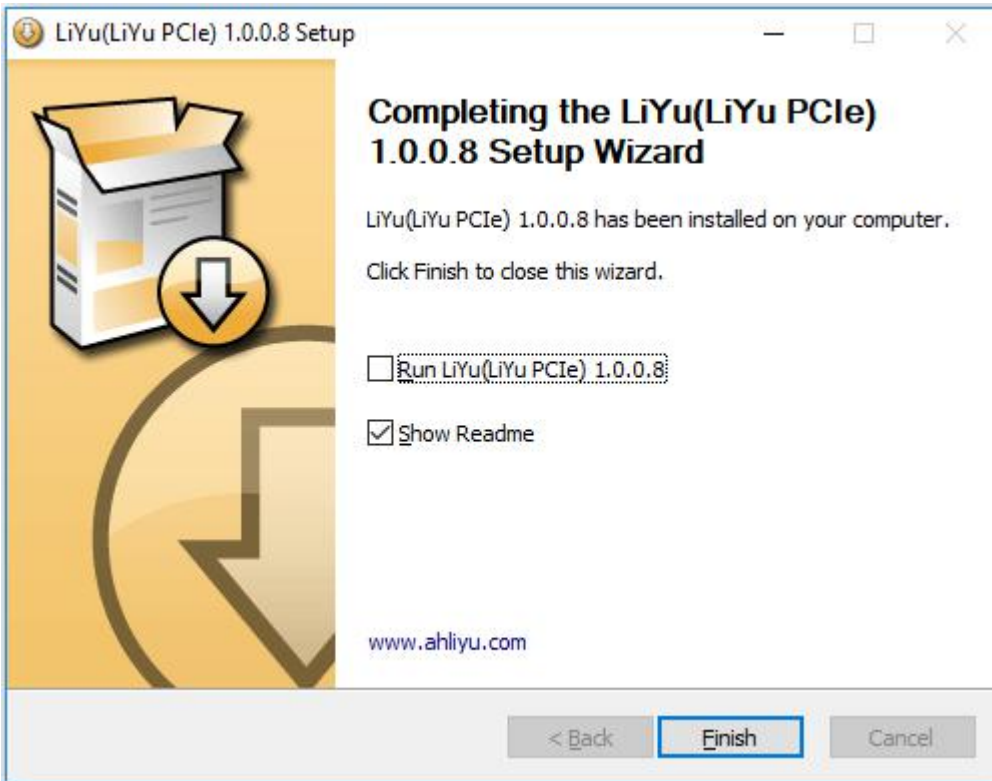 LiYu(LiYu PCIe) 1.0.0.8 Setup
Completing the LiYu(LiYu PCIe)
1.0.0.8 Setup Wizard
LiYu(LiYu PCIe) 1.0.0.8 has been installed on your computer.
Click Finish to close this wizard.
Run LiYu(LiYu PCIe) 1.0.0.8
Show Readme
www.ahliyu.com
< Back
Finish
Cancel